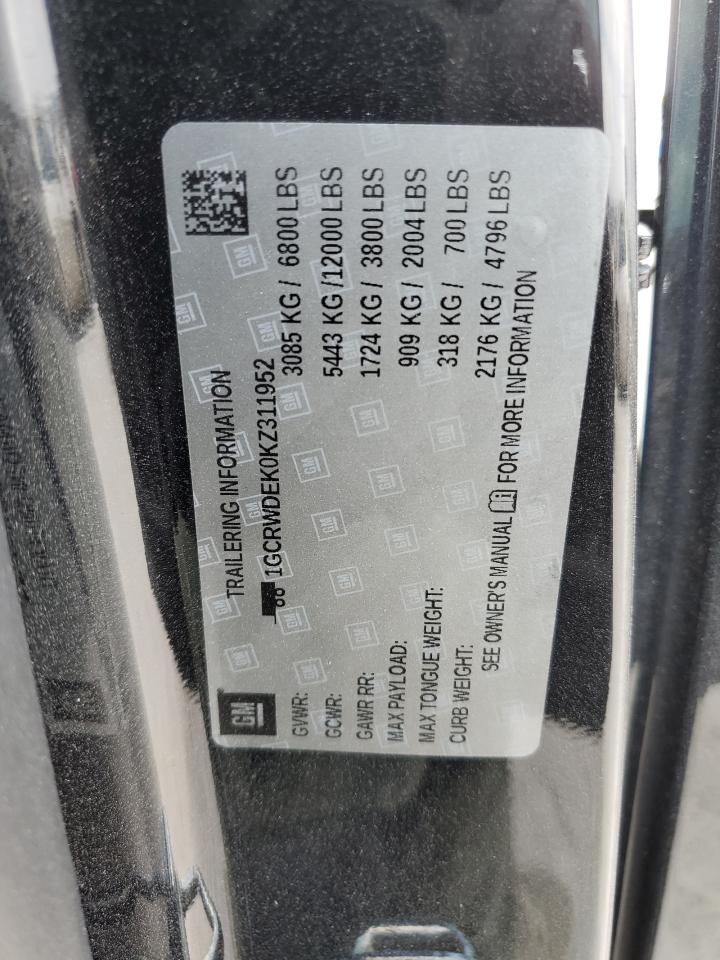 GM
TRAILERING INFORMATION
1GCRWDEK0KZ311952
GVWR: 3085 KG / 6800 LBS
GCWR: 5443 KG /12000 LBS
GAWR RR: 1724 KG / 3800 LBS
MAX PAYLOAD: 909 KG / 2004 LBS
MAX TONGUE WEIGHT: 318 KG / 700 LBS
CURB WEIGHT: 2176 KG / 4796 LBS
SEE OWNER'S MANUAL FOR MORE INFORMATION